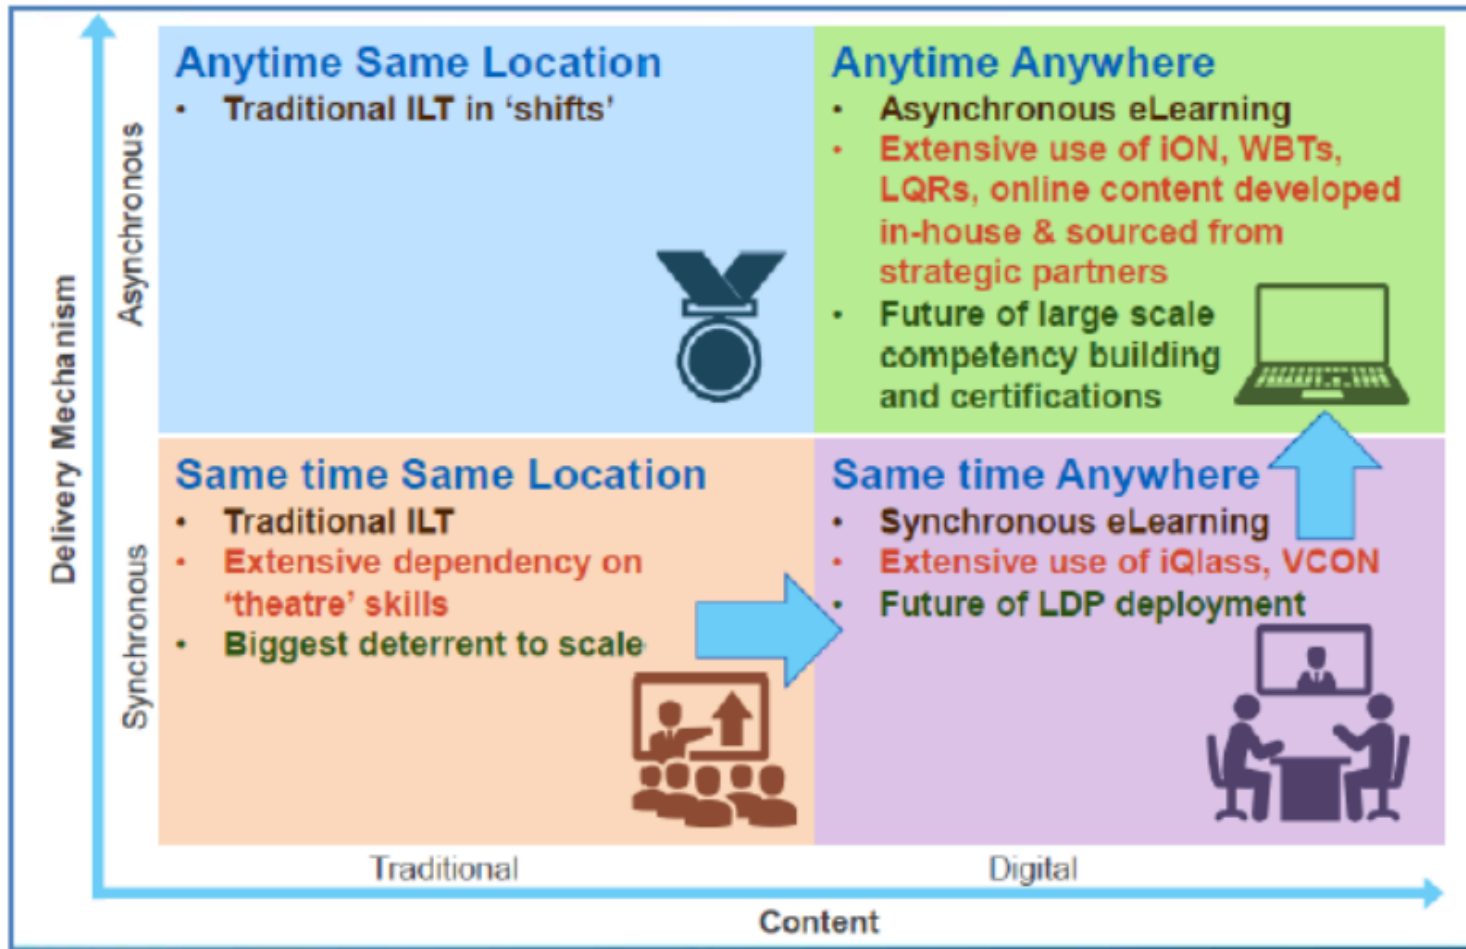 Anytime Same Location
• Traditional ILT in ‘shifts’
Anytime Anywhere
• Asynchronous eLearning
• Extensive use of iON, WBTs,
LQRs, online content developed
in-house & sourced from
strategic partners
• Future of large scale
competency building
and certifications
Same time Same Location
• Traditional ILT
• Extensive dependency on
‘theatre’ skills
• Biggest deterrent to scale
Same time Anywhere
• Synchronous eLearning
• Extensive use of iQlass, VCON
• Future of LDP deployment
Delivery Mechanism
Asynchronous
Synchronous
Traditional
Digital
Content